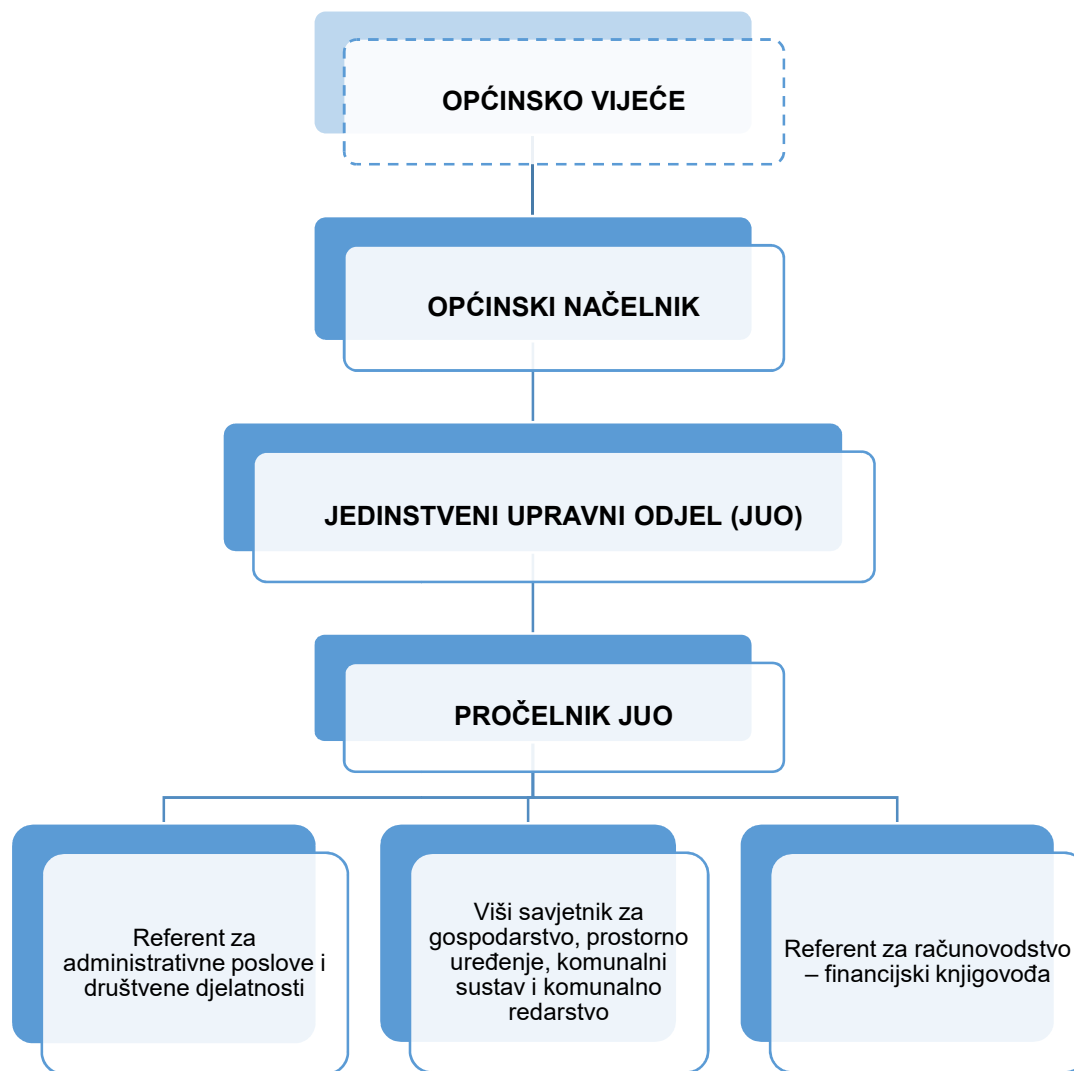 OPĆINSKO VIJEĆE
OPĆINSKI NAČELNIK
JEDINSTVENI UPRAVNI ODJEL (JUO)
PROČELNIK JUO
Referent za
administrativne poslove i
društvene djelatnosti
Viši savjetnik za
gospodarstvo, prostorno
uređenje, komunalni
sustav i komunalno
redarstvo
Referent za računovodstvo
– financijski knjigovođa